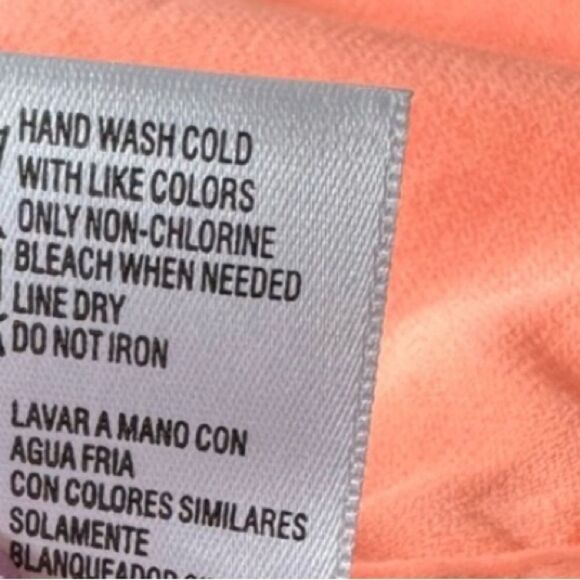 HAND WASH COLD
WITH LIKE COLORS
ONLY NON-CHLORINE
BLEACH WHEN NEEDED
LINE DRY
DO NOT IRON
LAVAR A MANO CON
AGUA FRIA
CON COLORES SIMILARES
SOLAMENTE
BLANQUEADOR